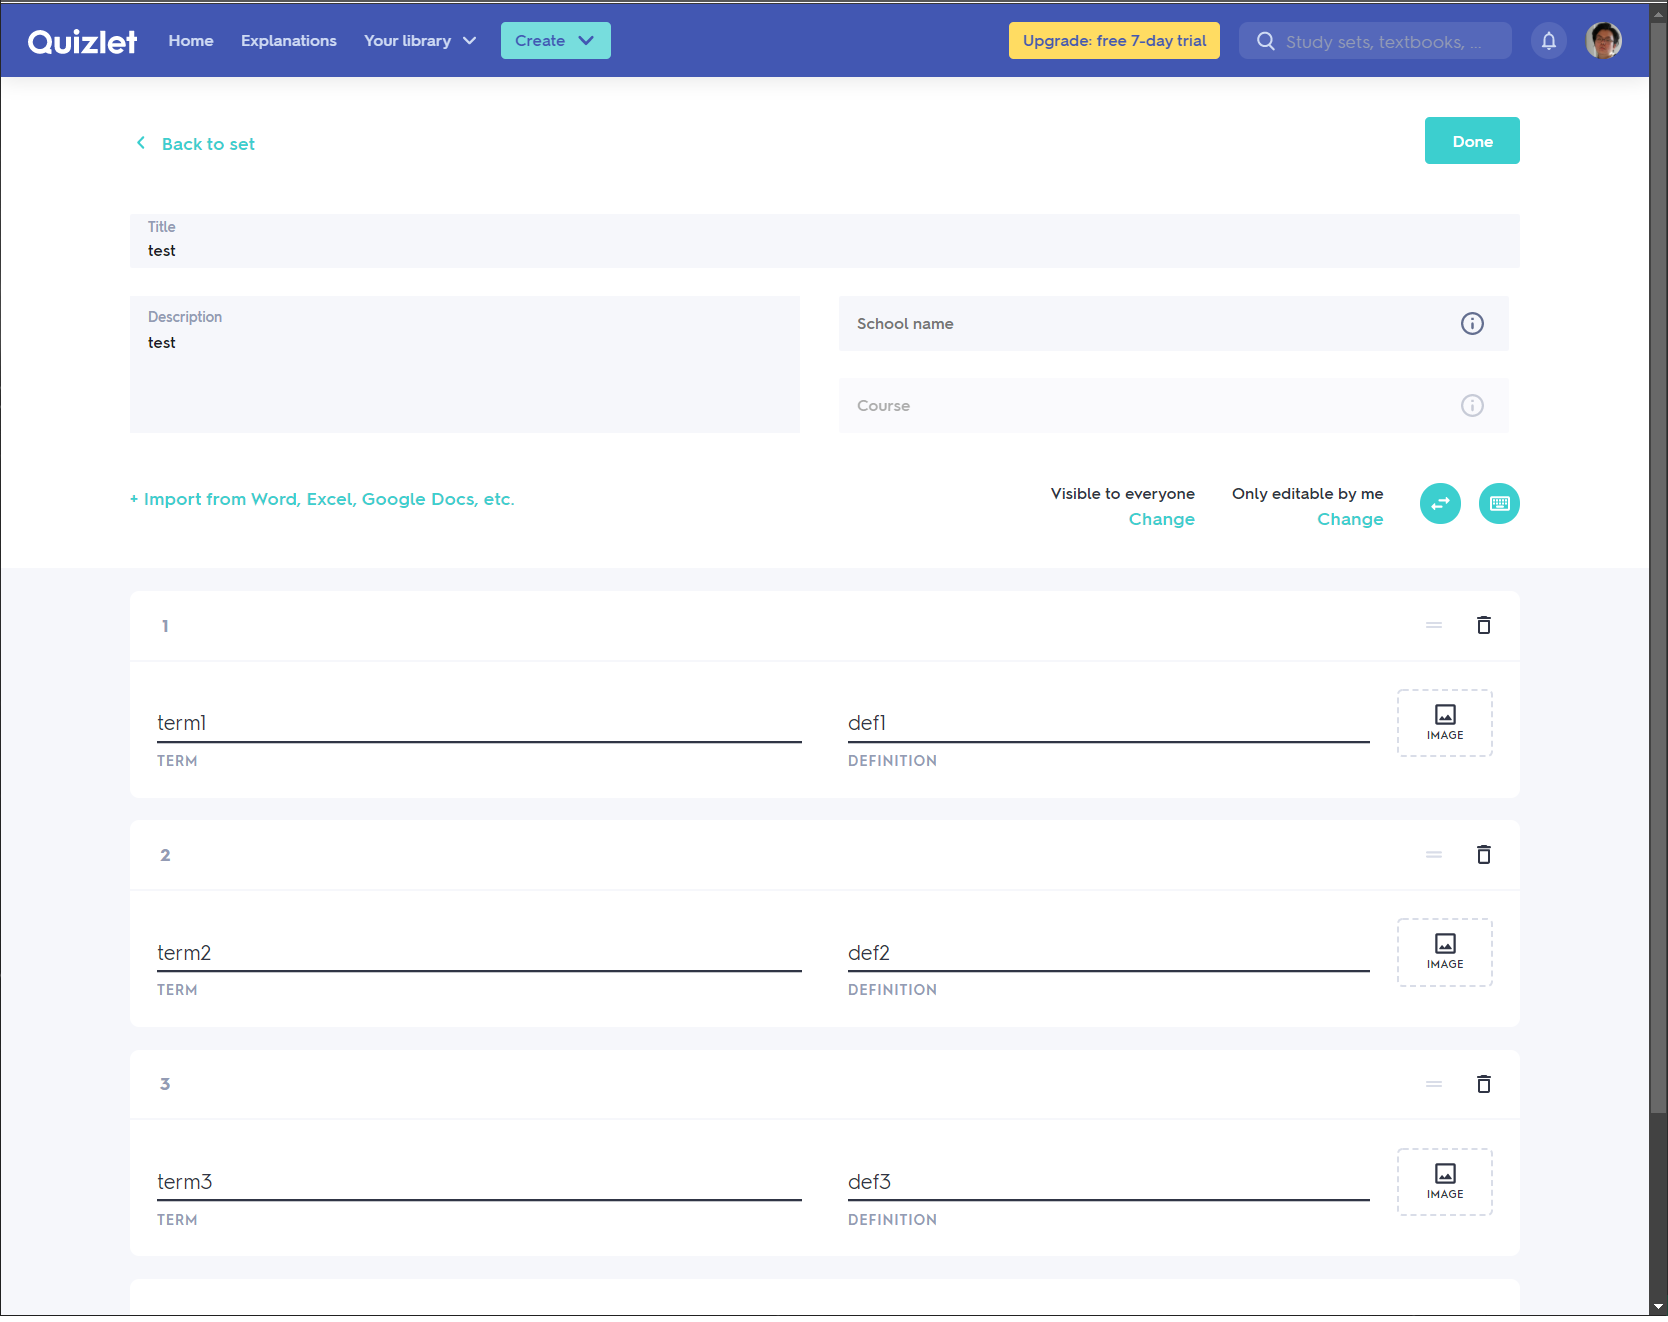 Quizlet Home Explanations Your library Create Upgrade: free 7-day trial Study sets, textbooks, ...
Back to set Done
Title
test
Description
test
School name
Course
+ Import from Word, Excel, Google Docs, etc.
Visible to everyone
Change
Only editable by me
Change
1
term1 def1
IMAGE
TERM DEFINITION
2
term2 def2
IMAGE
TERM DEFINITION
3
term3 def3
IMAGE
TERM DEFINITION